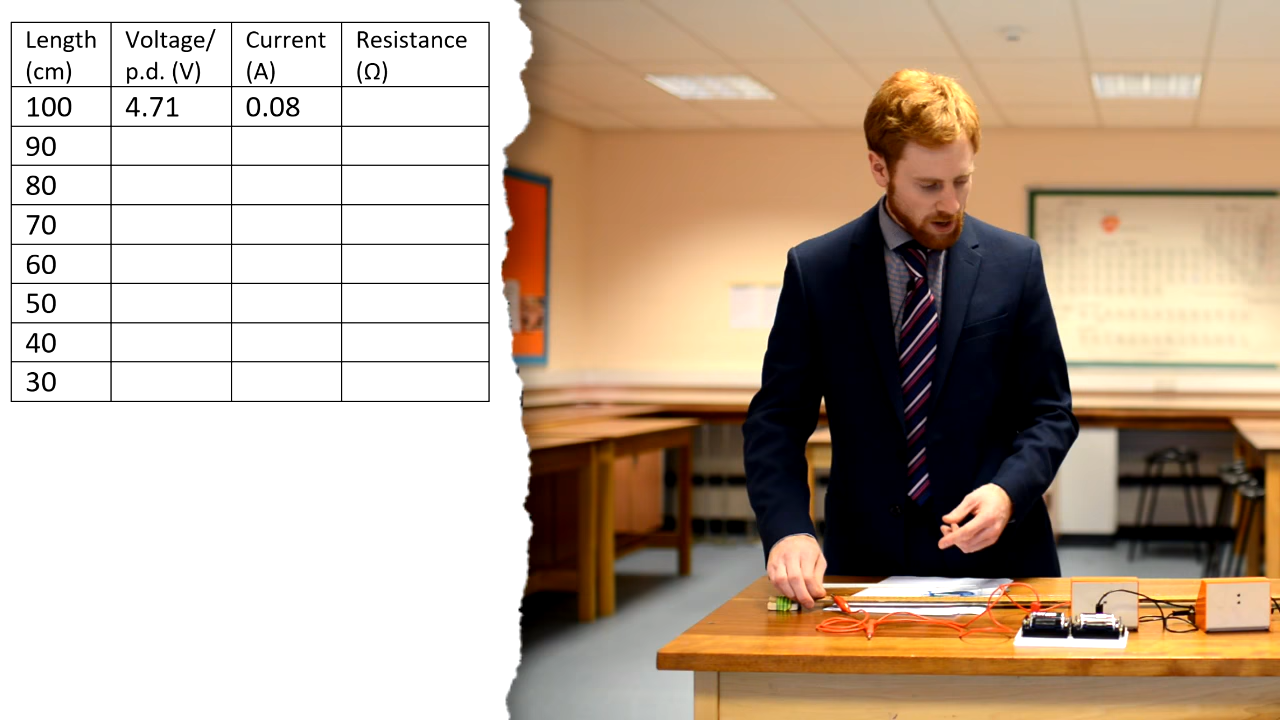 Length Voltage/ Current Resistance
(cm) p.d. (V) (A) (Ω)
100 4.71 0.08
90
80
70
60
50
40
30